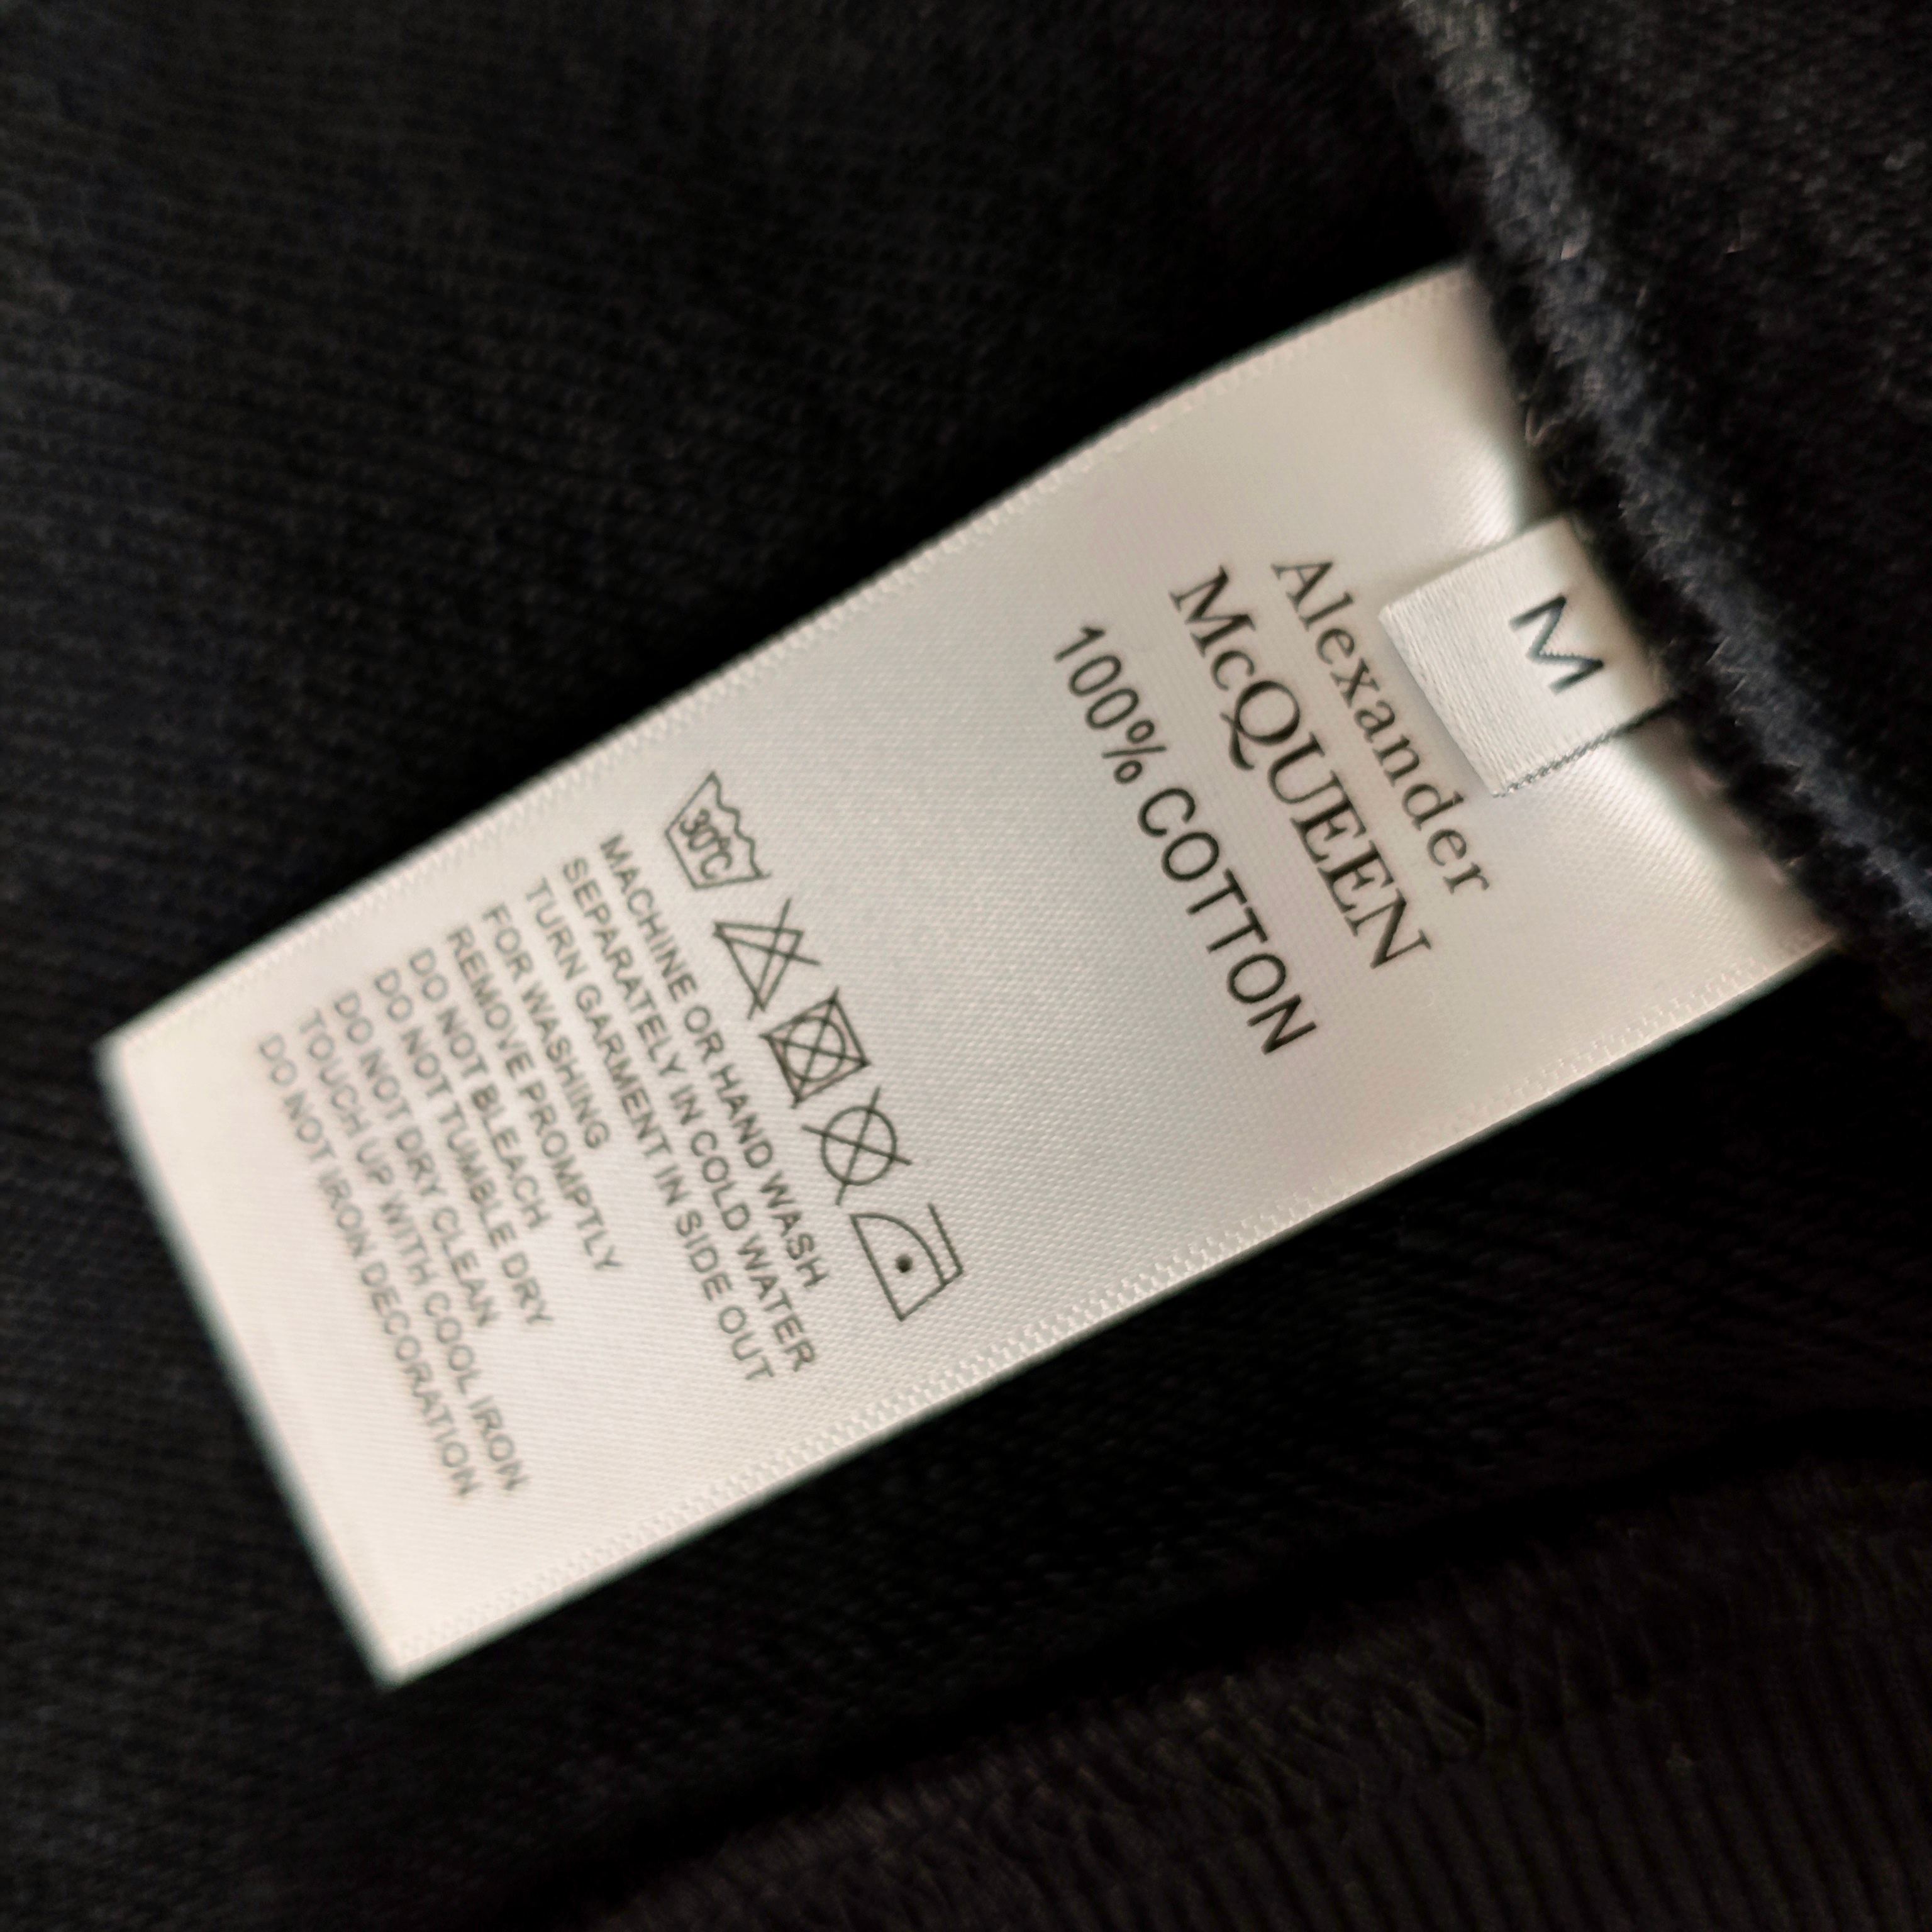 M
Alexander
McQUEEN
100% COTTON
30°C
MACHINE OR HAND WASH
SEPARATELY IN COLD WATER
TURN GARMENT IN SIDE OUT
FOR WASHING
REMOVE PROMPTLY
DO NOT BLEACH
DO NOT TUMBLE DRY
DO NOT DRY CLEAN
TOUCH UP WITH COOL IRON
DO NOT IRON DECORATION